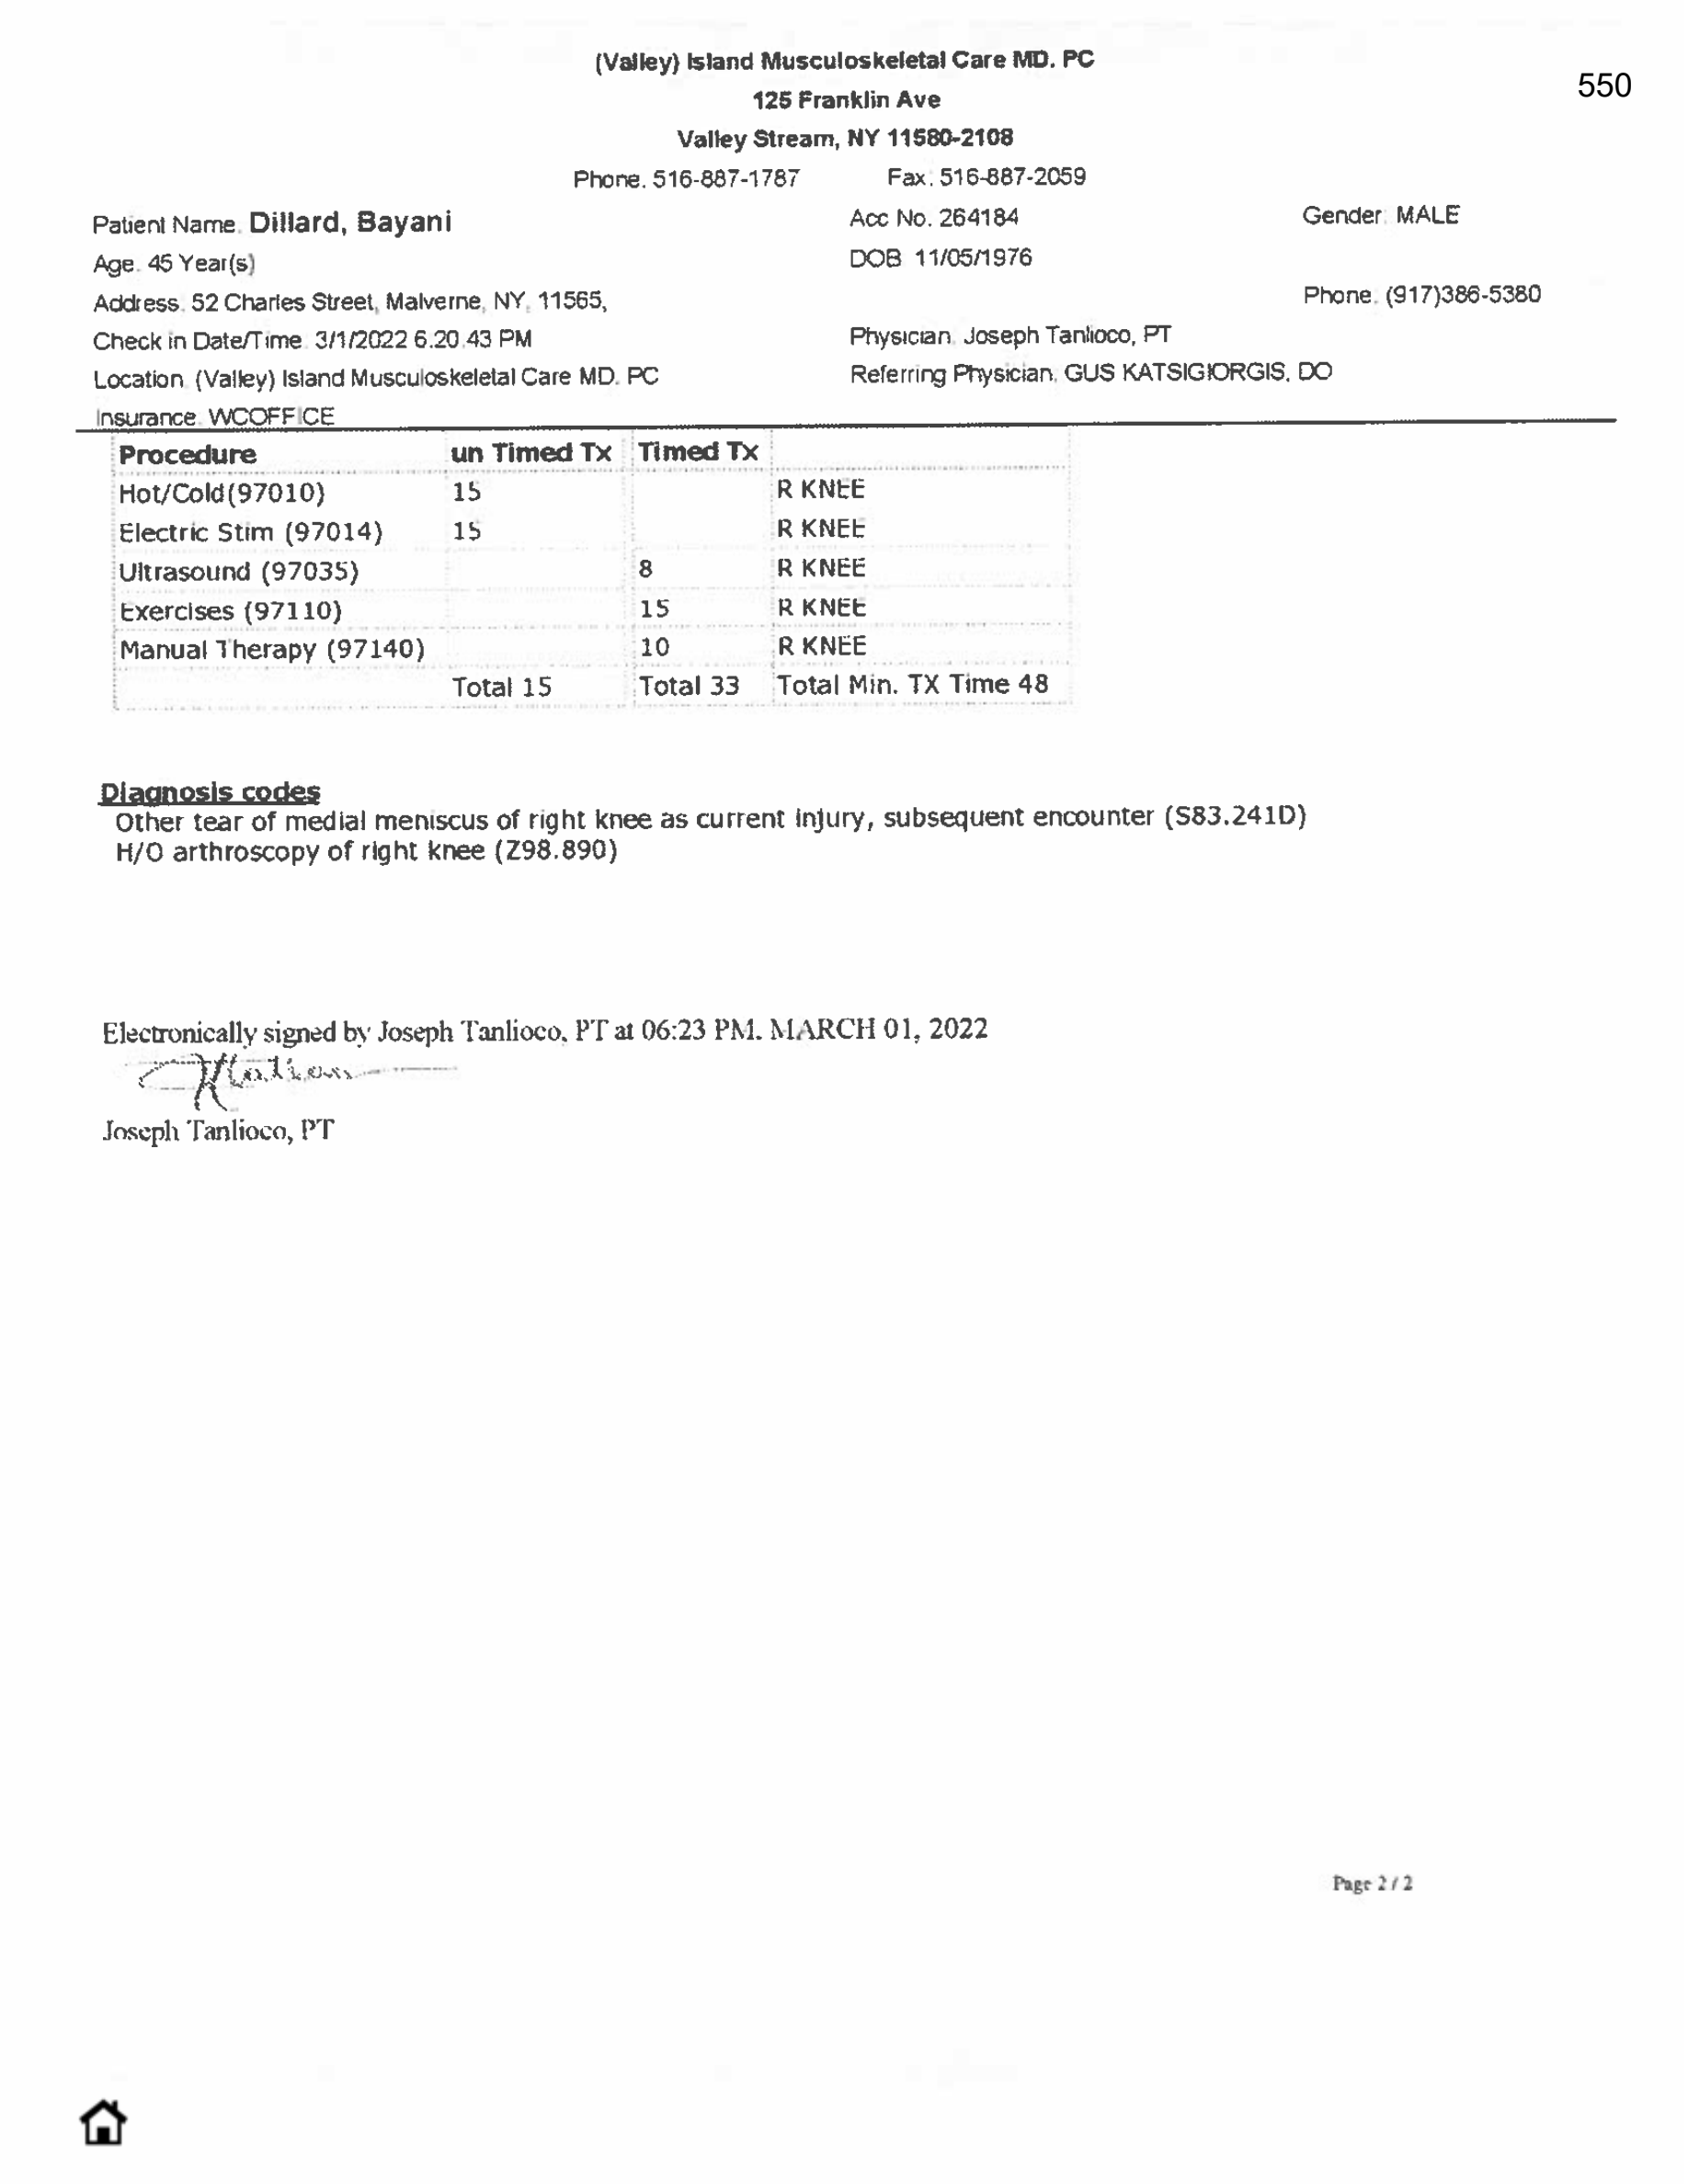 (Valley) Island Musculoskeletal Care MD. PC
550
125 Franklin Ave
Valley Stream, NY 11580-2108
Phone. 516-887-1787 Fax. 516-887-2059
Patient Name. Dillard, Bayani Acc No. 264184 Gender: MALE
Age. 45 Year(s) DOB 11/05/1976
Address. 52 Charles Street, Malverne, NY, 11565, Phone. (917)386-5380
Check in Date/Time. 3/1/2022 6.20.43 PM Physician. Joseph Tanlioco, PT
Location. (Valley) Island Musculoskeletal Care MD. PC Referring Physician. GUS KATSIGIORGIS, DO
Insurance. WCOFFICE
Procedure un Timed Tx Timed Tx
Hot/Cold(97010) 15 R KNEE
Electric Stim (97014) 15 R KNEE
Ultrasound (97035) 8 R KNEE
Exercises (97110) 15 R KNEE
Manual Therapy (97140) 10 R KNEE
Total 15 Total 33 Total Min. TX Time 48
Diagnosis codes
Other tear of medial meniscus of right knee as current injury, subsequent encounter (S83.241D)
H/O arthroscopy of right knee (Z98.890)
Electronically signed by Joseph Tanlioco, PT at 06:23 PM. MARCH 01, 2022
Joseph Tanlioco, PT
Page 2 / 2